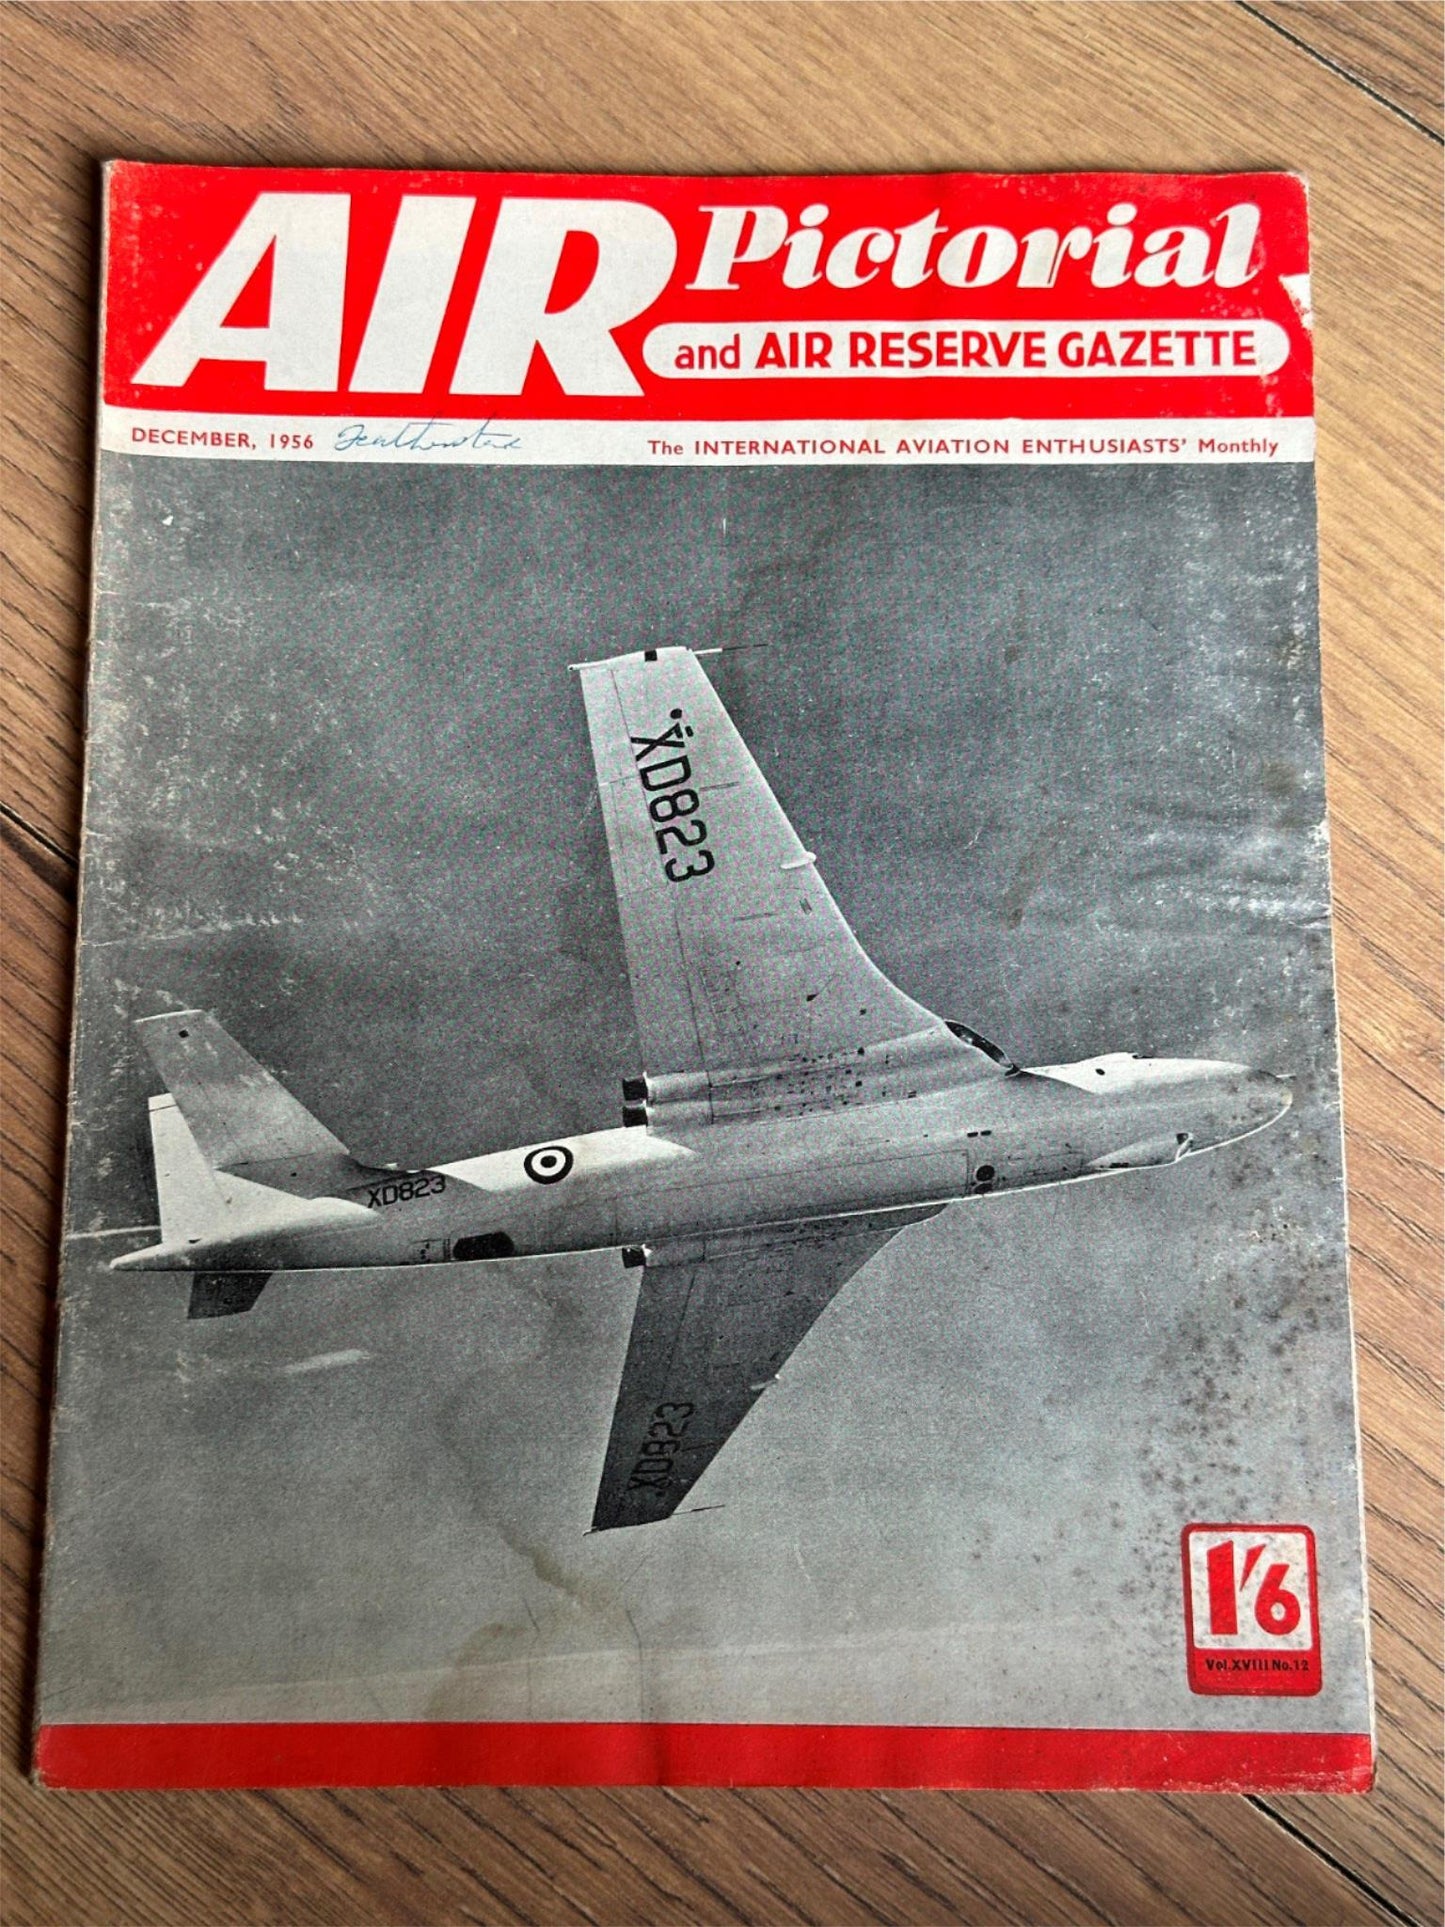 AIR Pictorial
and AIR RESERVE GAZETTE
DECEMBER, 1956
The INTERNATIONAL AVIATION ENTHUSIASTS' Monthly
XD823
XD823
XD823
1'6
Vol. XVIII No. 12